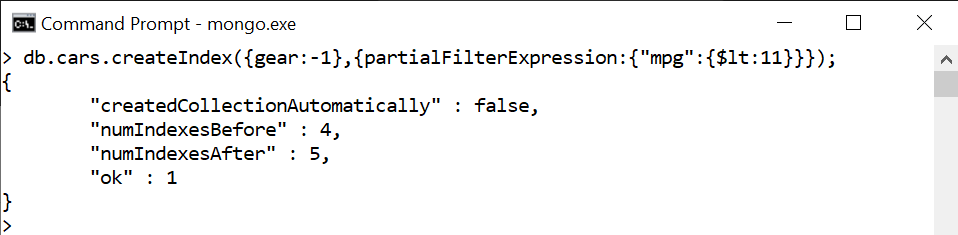 Command Prompt - mongo.exe
> db.cars.createIndex({gear:-1},{partialFilterExpression:{"mpg":{$lt:11}}});
{
        "createdCollectionAutomatically" : false,
        "numIndexesBefore" : 4,
        "numIndexesAfter" : 5,
        "ok" : 1
}
>